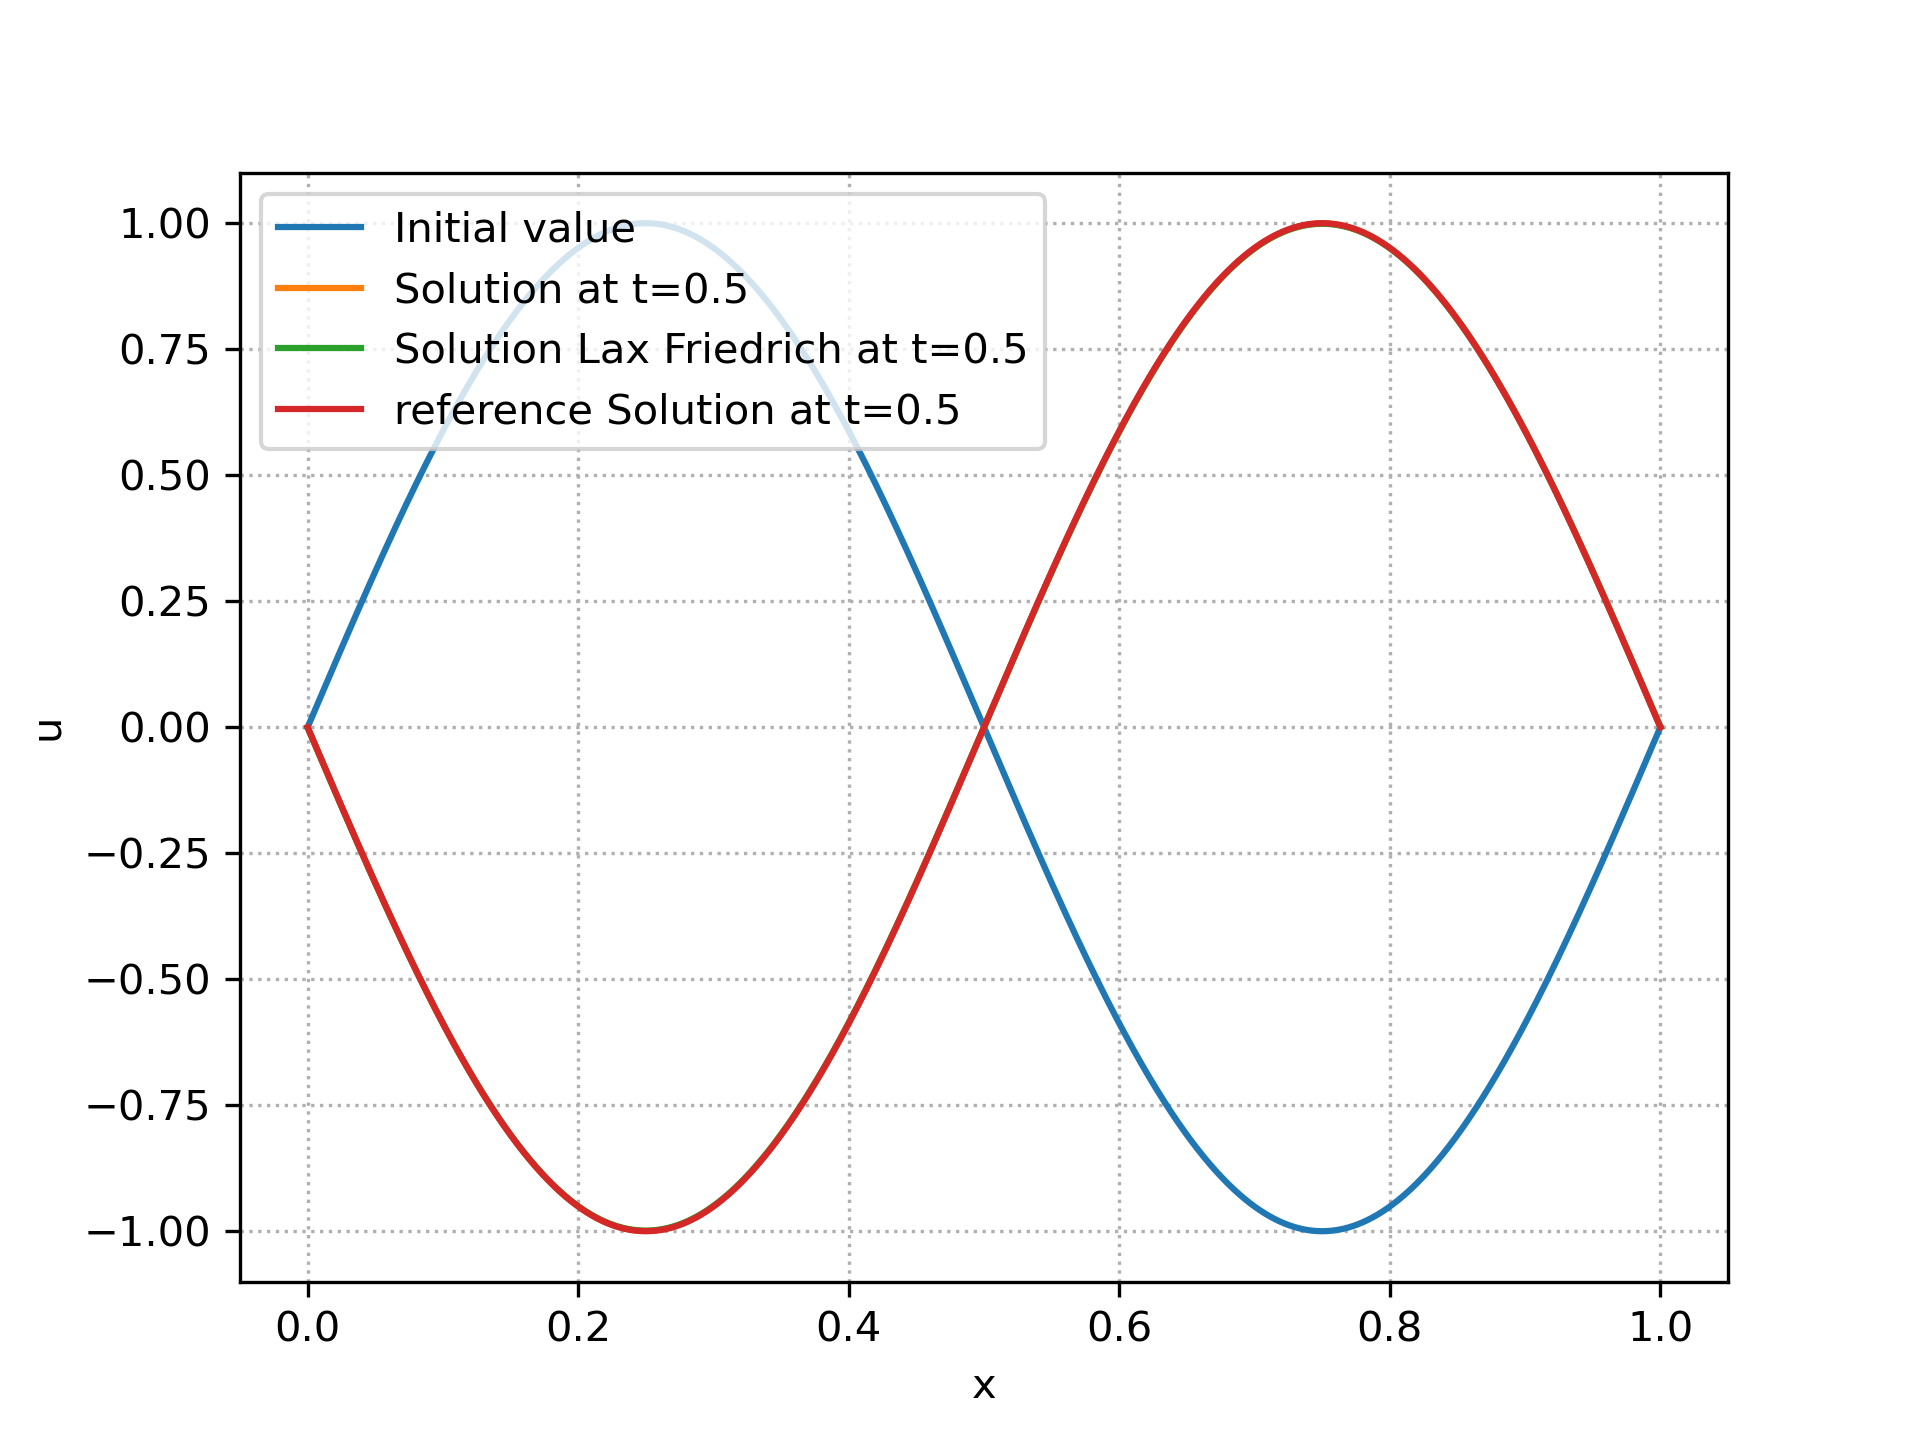 Initial value
Solution at t=0.5
Solution Lax Friedrich at t=0.5
reference Solution at t=0.5
1.00
0.75
0.50
0.25
0.00
−0.25
−0.50
−0.75
−1.00
u
0.0 0.2 0.4 0.6 0.8 1.0
x